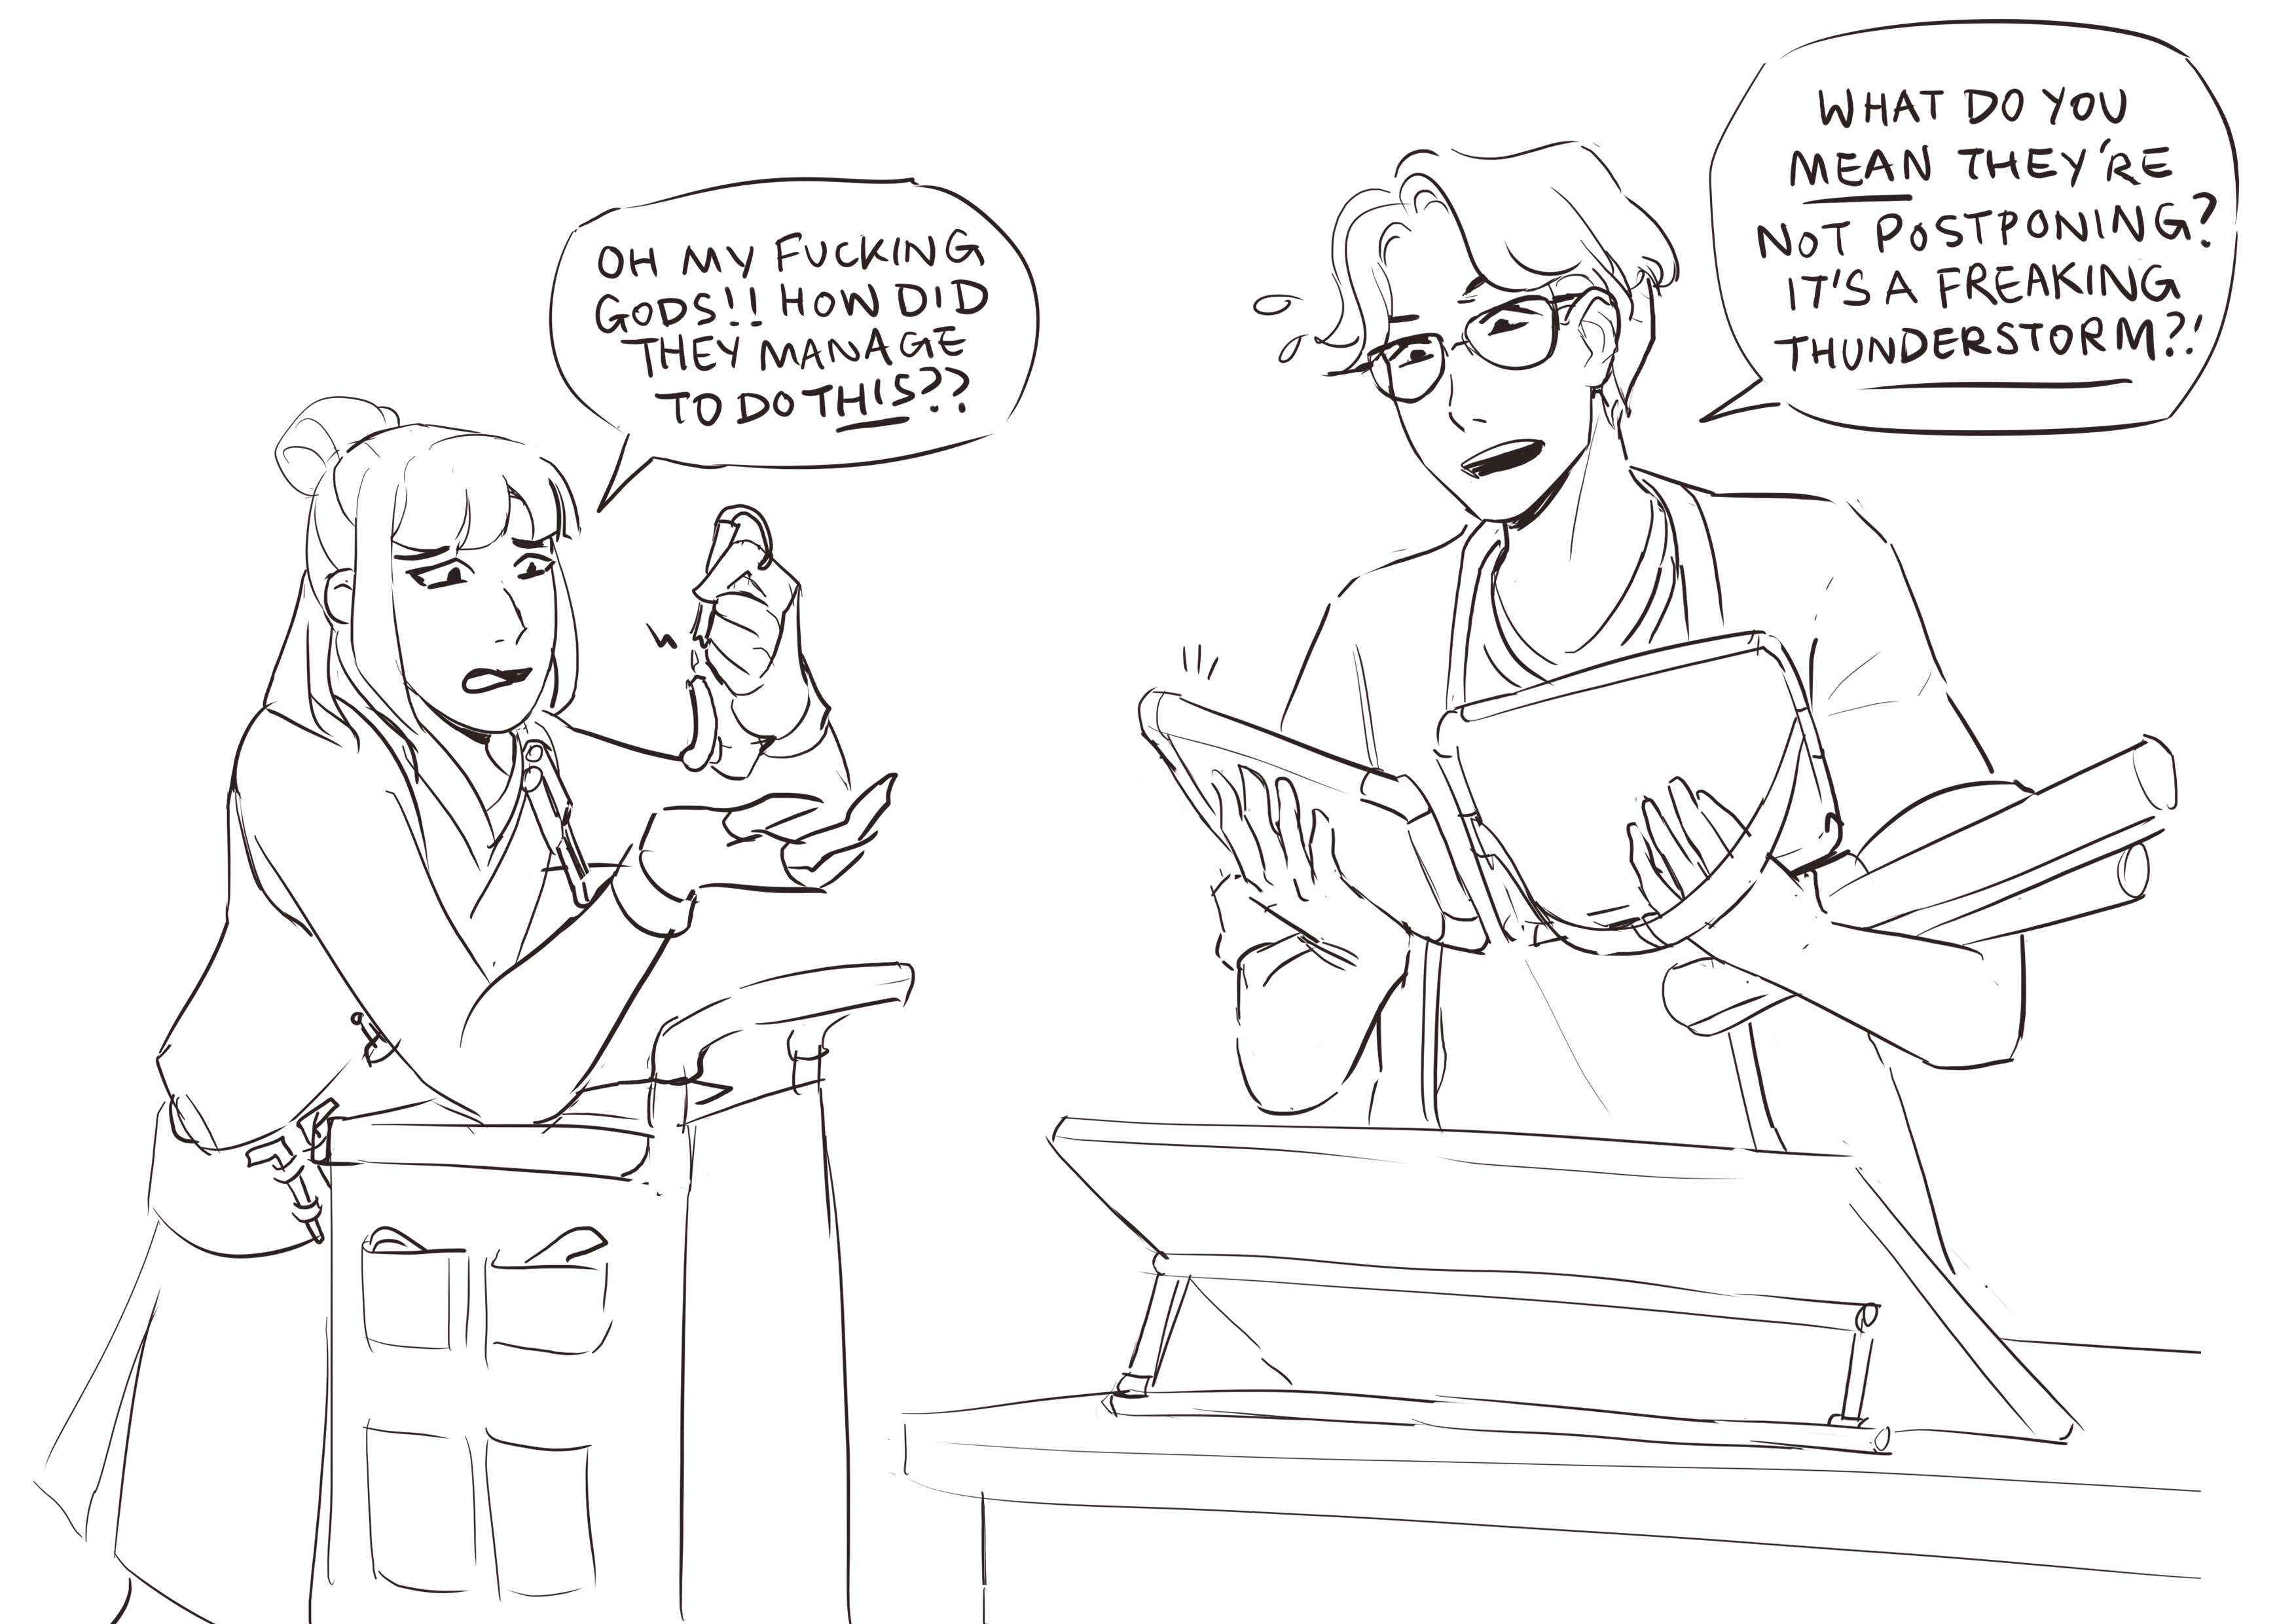 OH MY FUCKING
GODS!! HOW DID
THEY MANAGE
TO DO THIS??
WHAT DO YOU
MEAN THEY'RE
NOT POSTPONING?
IT'S A FREAKING
THUNDERSTORM?!